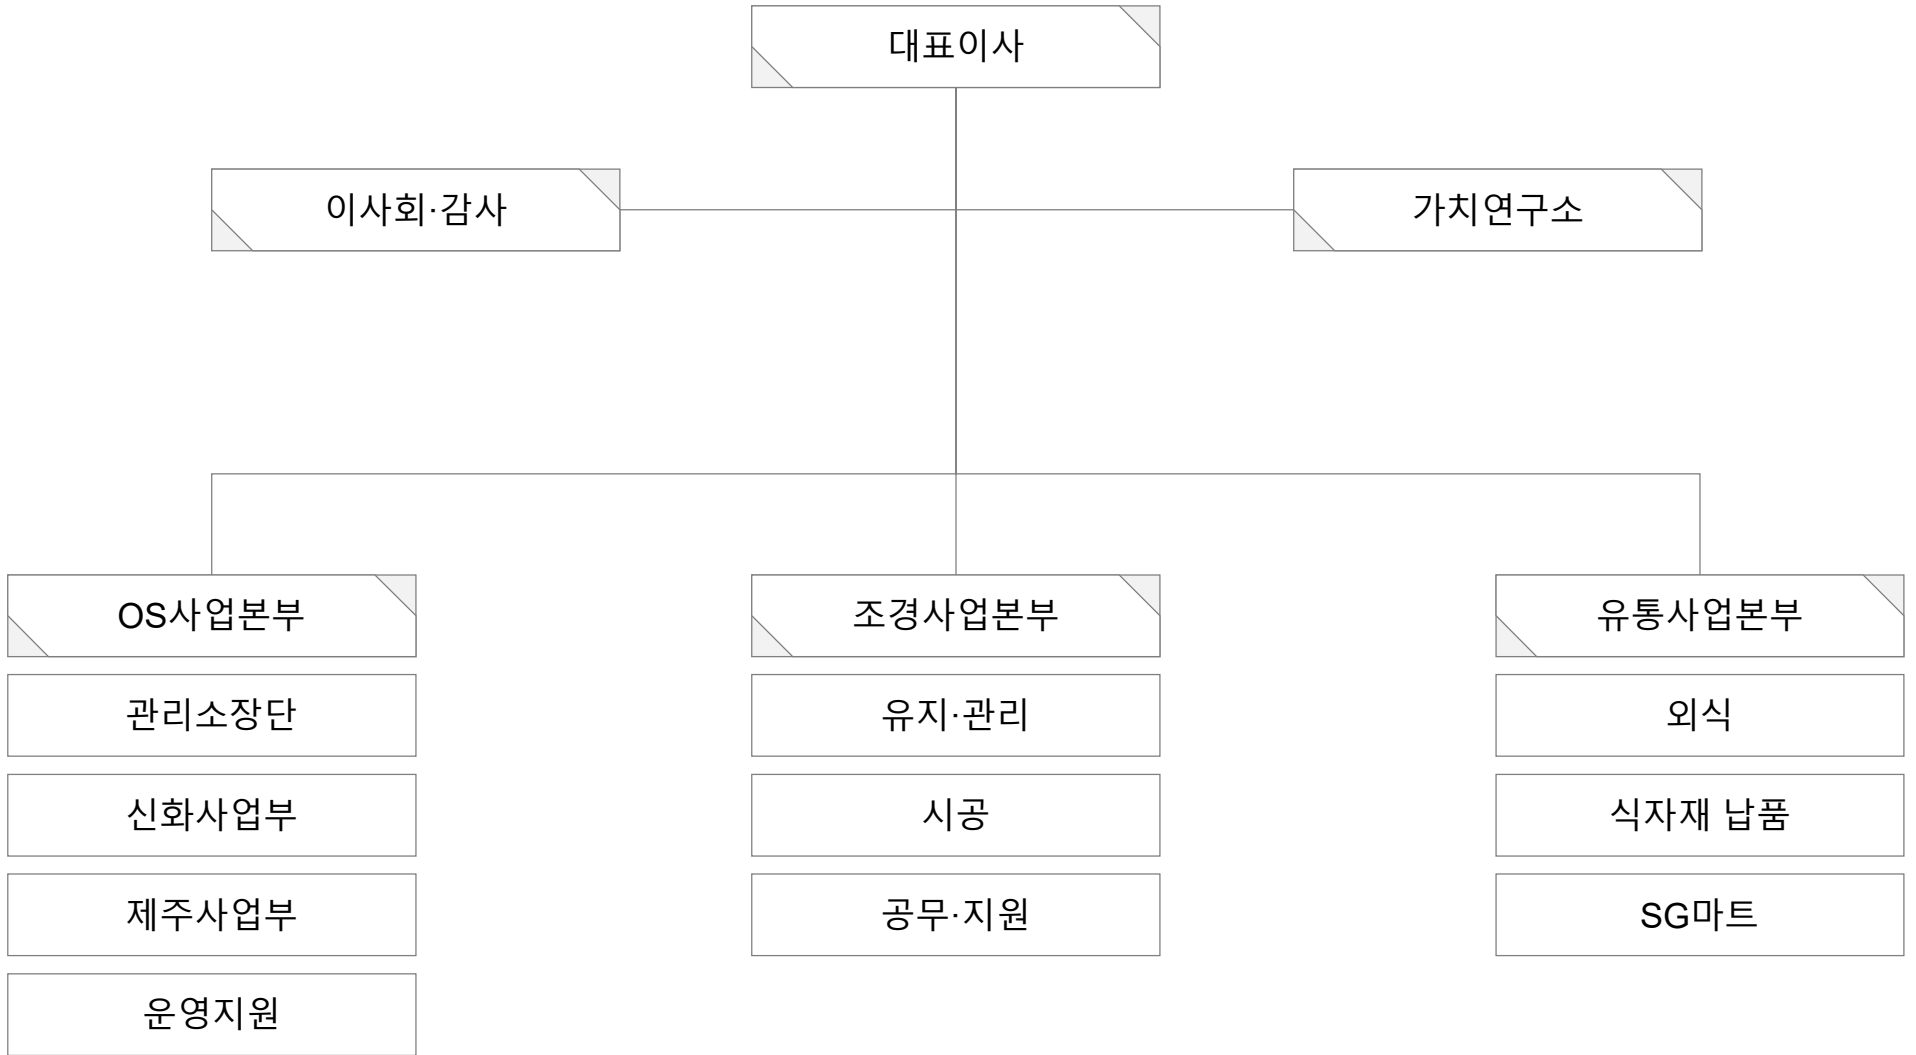 대표이사
이사회·감사
가치연구소
OS사업본부
관리소장단
신화사업부
제주사업부
운영지원
조경사업본부
유지·관리
시공
공무·지원
유통사업본부
외식
식자재 납품
SG마트